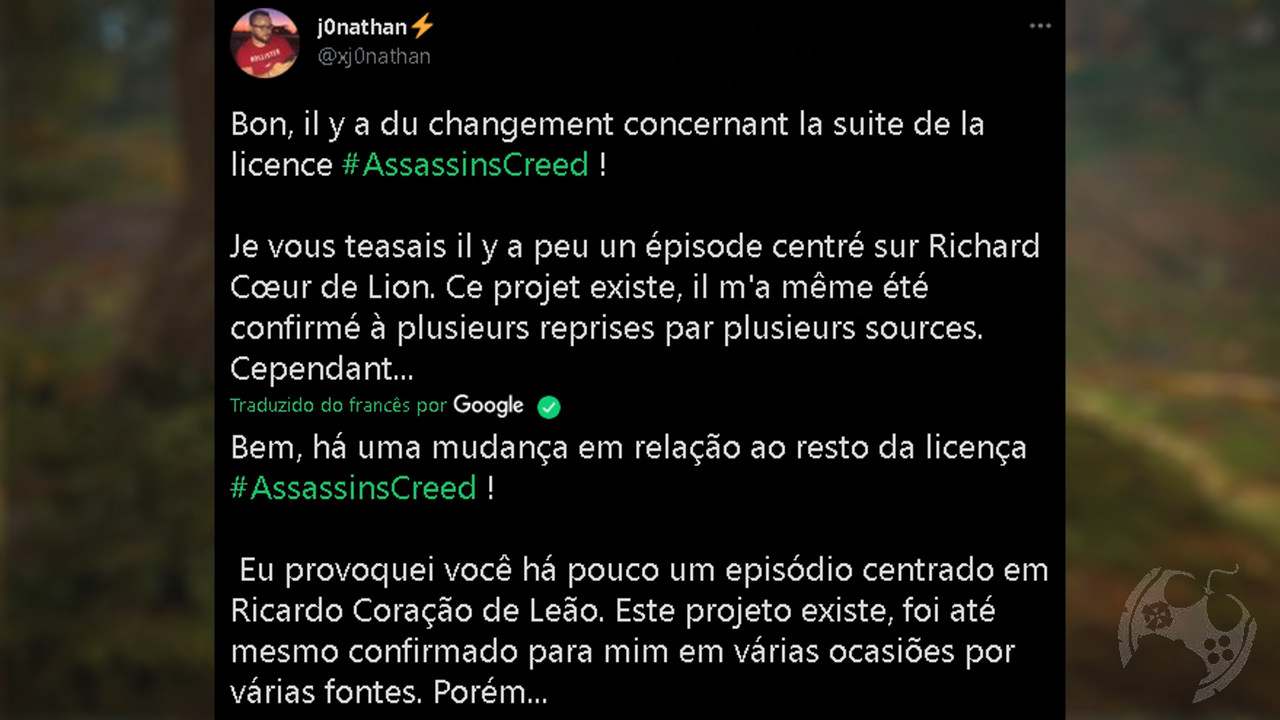 j0nathan⚡
@xj0nathan
Bon, il y a du changement concernant la suite de la
licence #AssassinsCreed !
Je vous teasais il y a peu un épisode centré sur Richard
Cœur de Lion. Ce projet existe, il m'a même été
confirmé à plusieurs reprises par plusieurs sources.
Cependant...
Traduzido do francês por Google
Bem, há uma mudança em relação ao resto da licença
#AssassinsCreed !
Eu provoquei você há pouco um episódio centrado em
Ricardo Coração de Leão. Este projeto existe, foi até
mesmo confirmado para mim em várias ocasiões por
várias fontes. Porém...